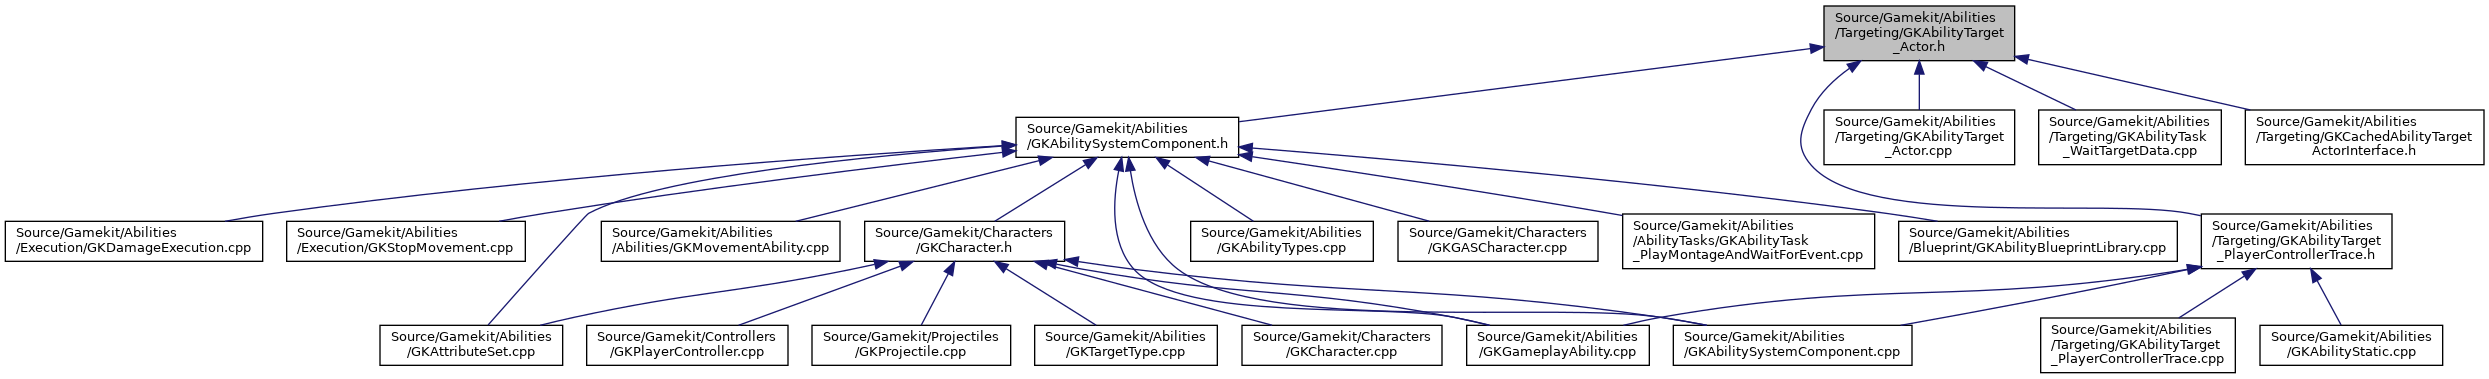 Source/Gamekit/Abilities
/Targeting/GKAbilityTarget
_Actor.h
Source/Gamekit/Abilities
/GKAbilitySystemComponent.h
Source/Gamekit/Abilities
/Targeting/GKAbilityTarget
_Actor.cpp
Source/Gamekit/Abilities
/Targeting/GKAbilityTask
_WaitTargetData.cpp
Source/Gamekit/Abilities
/Targeting/GKCachedAbilityTarget
ActorInterface.h
Source/Gamekit/Abilities
/Execution/GKDamageExecution.cpp
Source/Gamekit/Abilities
/Execution/GKStopMovement.cpp
Source/Gamekit/Abilities
/Abilities/GKMovementAbility.cpp
Source/Gamekit/Characters
/GKCharacter.h
Source/Gamekit/Abilities
/GKAbilityTypes.cpp
Source/Gamekit/Characters
/GKGASCharacter.cpp
Source/Gamekit/Abilities
/AbilityTasks/GKAbilityTask
_PlayMontageAndWaitForEvent.cpp
Source/Gamekit/Abilities
/Blueprint/GKAbilityBlueprintLibrary.cpp
Source/Gamekit/Abilities
/Targeting/GKAbilityTarget
_PlayerControllerTrace.h
Source/Gamekit/Abilities
/GKAttributeSet.cpp
Source/Gamekit/Controllers
/GKPlayerController.cpp
Source/Gamekit/Projectiles
/GKProjectile.cpp
Source/Gamekit/Abilities
/GKTargetType.cpp
Source/Gamekit/Characters
/GKCharacter.cpp
Source/Gamekit/Abilities
/GKGameplayAbility.cpp
Source/Gamekit/Abilities
/GKAbilitySystemComponent.cpp
Source/Gamekit/Abilities
/Targeting/GKAbilityTarget
_PlayerControllerTrace.cpp
Source/Gamekit/Abilities
/GKAbilityStatic.cpp